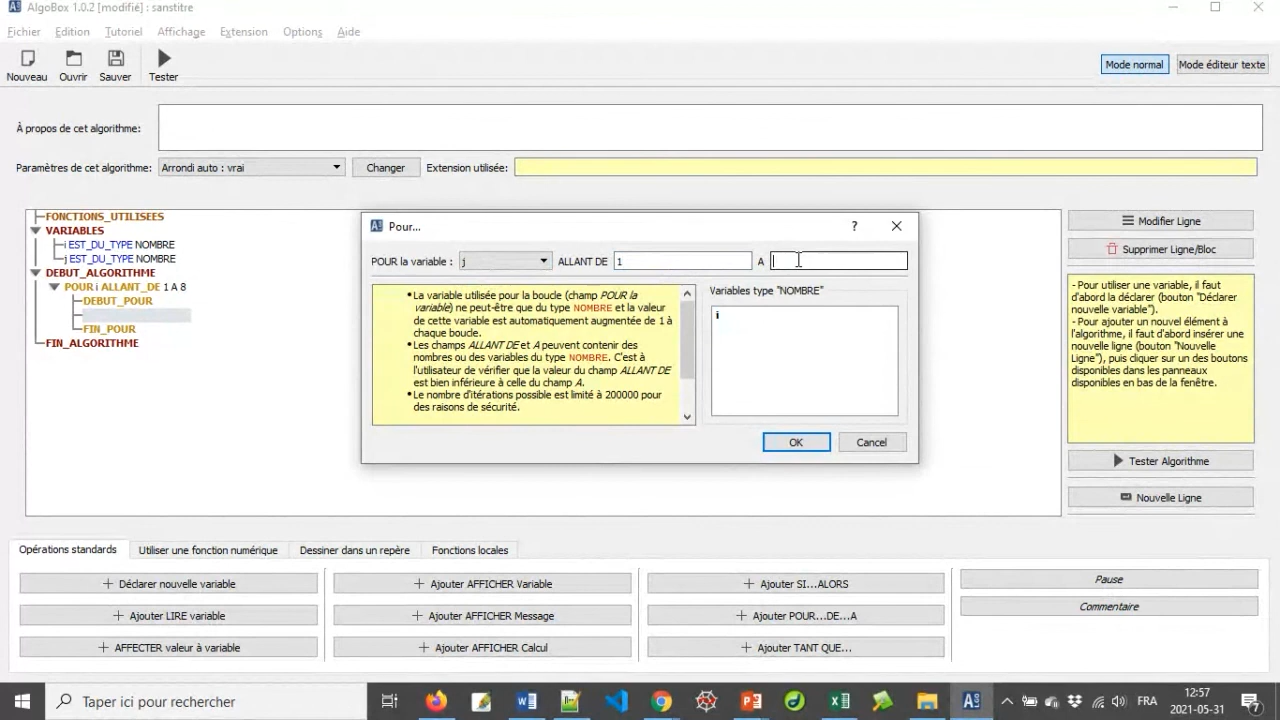 AlgoBox 1.0.2 [modifié] : sanstitre
Fichier Edition Tutoriel Affichage Extension Options Aide
Nouveau Ouvrir Sauver Tester
Mode normal Mode éditeur texte
À propos de cet algorithme:
Paramètres de cet algorithme: Arrondi auto : vrai Changer Extension utilisée:
FONCTIONS_UTILISEES
VARIABLES
i EST_DU_TYPE NOMBRE
j EST_DU_TYPE NOMBRE
DEBUT_ALGORITHME
POUR i ALLANT_DE 1 A 8
DEBUT_POUR
FIN_POUR
FIN_ALGORITHME
Pour... ?
POUR la variable : j ALLANT DE 1 A
•La variable utilisée pour la boucle (champ POUR la
variable) ne peut-être que du type NOMBRE et la valeur
de cette variable est automatiquement augmentée de 1 à
chaque boucle.
•Les champs ALLANT DE et A peuvent contenir des
nombres ou des variables du type NOMBRE. C'est à
l'utilisateur de vérifier que la valeur du champ ALLANT DE
est bien inférieure à celle du champ A.
•Le nombre d'itérations possible est limité à 200000 pour
des raisons de sécurité.
Variables type "NOMBRE"
i
OK Cancel
Modifier Ligne
Supprimer Ligne/Bloc
- Pour utiliser une variable, il faut
d'abord la déclarer (bouton "Déclarer
nouvelle variable").
- Pour ajouter un nouvel élément à
l'algorithme, il faut d'abord insérer une
nouvelle ligne (bouton "Nouvelle
Ligne"), puis cliquer sur un des boutons
disponibles dans les panneaux
disponibles en bas de la fenêtre.
Tester Algorithme
Nouvelle Ligne
Opérations standards Utiliser une fonction numérique Dessiner dans un repère Fonctions locales
+ Déclarer nouvelle variable + Ajouter AFFICHER Variable + Ajouter SI...ALORS Pause
+ Ajouter LIRE variable + Ajouter AFFICHER Message + Ajouter POUR...DE...A Commentaire
+ AFFECTER valeur à variable + Ajouter AFFICHER Calcul + Ajouter TANT QUE...
Taper ici pour rechercher
FRA
12:57
2021-05-31
7